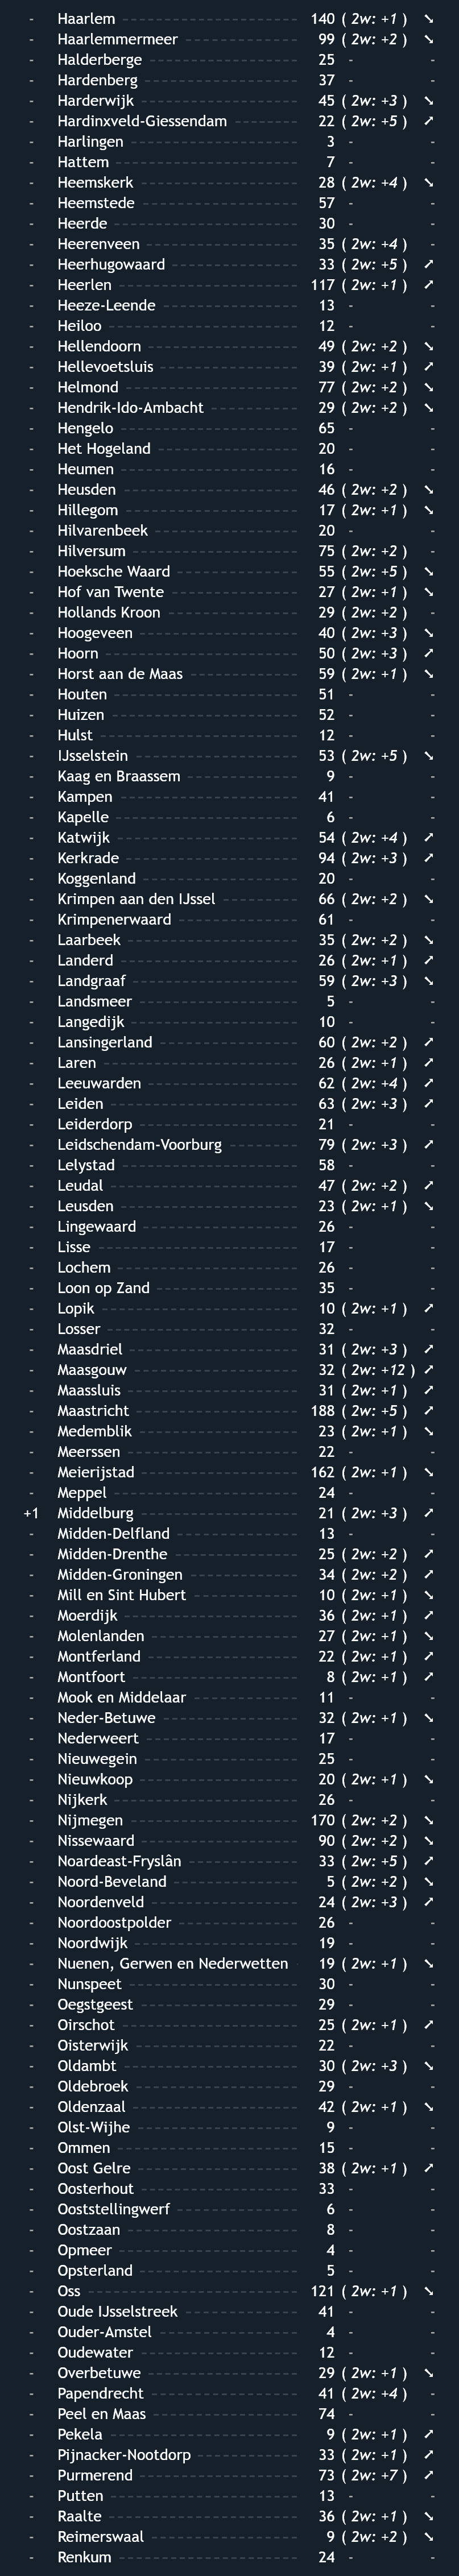 - Haarlem 140 ( 2w: +1 ) ➘
- Haarlemmermeer 99 ( 2w: +2 ) ➘
- Halderberge 25 - -
- Hardenberg 37 - -
- Harderwijk 45 ( 2w: +3 ) ➘
- Hardinxveld-Giessendam 22 ( 2w: +5 ) ➚
- Harlingen 3 - -
- Hattem 7 - -
- Heemskerk 28 ( 2w: +4 ) ➘
- Heemstede 57 - -
- Heerde 30 - -
- Heerenveen 35 ( 2w: +4 ) -
- Heerhugowaard 33 ( 2w: +5 ) ➚
- Heerlen 117 ( 2w: +1 ) ➚
- Heeze-Leende 13 - -
- Heiloo 12 - -
- Hellendoorn 49 ( 2w: +2 ) ➘
- Hellevoetsluis 39 ( 2w: +1 ) ➚
- Helmond 77 ( 2w: +2 ) ➘
- Hendrik-Ido-Ambacht 29 ( 2w: +2 ) ➘
- Hengelo 65 - -
- Het Hogeland 20 - -
- Heumen 16 - -
- Heusden 46 ( 2w: +2 ) ➘
- Hillegom 17 ( 2w: +1 ) ➘
- Hilvarenbeek 20 - -
- Hilversum 75 ( 2w: +2 ) -
- Hoeksche Waard 55 ( 2w: +5 ) ➘
- Hof van Twente 27 ( 2w: +1 ) ➘
- Hollands Kroon 29 ( 2w: +2 ) -
- Hoogeveen 40 ( 2w: +3 ) ➘
- Hoorn 50 ( 2w: +3 ) ➚
- Horst aan de Maas 59 ( 2w: +1 ) ➘
- Houten 51 - -
- Huizen 52 - -
- Hulst 12 - -
- IJsselstein 53 ( 2w: +5 ) ➘
- Kaag en Braassem 9 - -
- Kampen 41 - -
- Kapelle 6 - -
- Katwijk 54 ( 2w: +4 ) ➚
- Kerkrade 94 ( 2w: +3 ) ➚
- Koggenland 20 - -
- Krimpen aan den IJssel 66 ( 2w: +2 ) ➘
- Krimpenerwaard 61 - -
- Laarbeek 35 ( 2w: +2 ) ➘
- Landerd 26 ( 2w: +1 ) ➚
- Landgraaf 59 ( 2w: +3 ) ➘
- Landsmeer 5 - -
- Langedijk 10 - -
- Lansingerland 60 ( 2w: +2 ) ➚
- Laren 26 ( 2w: +1 ) ➚
- Leeuwarden 62 ( 2w: +4 ) ➚
- Leiden 63 ( 2w: +3 ) ➚
- Leiderdorp 21 - -
- Leidschendam-Voorburg 79 ( 2w: +3 ) ➚
- Lelystad 58 - -
- Leudal 47 ( 2w: +2 ) ➚
- Leusden 23 ( 2w: +1 ) ➘
- Lingewaard 26 - -
- Lisse 17 - -
- Lochem 26 - -
- Loon op Zand 35 - -
- Lopik 10 ( 2w: +1 ) ➚
- Losser 32 - -
- Maasdriel 31 ( 2w: +3 ) ➚
- Maasgouw 32 ( 2w: +12 ) ➚
- Maassluis 31 ( 2w: +1 ) ➚
- Maastricht 188 ( 2w: +5 ) ➚
- Medemblik 23 ( 2w: +1 ) ➘
- Meerssen 22 - -
- Meierijstad 162 ( 2w: +1 ) ➘
- Meppel 24 - -
+1 Middelburg 21 ( 2w: +3 ) ➚
- Midden-Delfland 13 - -
- Midden-Drenthe 25 ( 2w: +2 ) ➚
- Midden-Groningen 34 ( 2w: +2 ) ➚
- Mill en Sint Hubert 10 ( 2w: +1 ) ➘
- Moerdijk 36 ( 2w: +1 ) ➚
- Molenlanden 27 ( 2w: +1 ) ➘
- Montferland 22 ( 2w: +1 ) ➚
- Montfoort 8 ( 2w: +1 ) ➚
- Mook en Middelaar 11 - -
- Neder-Betuwe 32 ( 2w: +1 ) ➘
- Nederweert 17 - -
- Nieuwegein 25 - -
- Nieuwkoop 20 ( 2w: +1 ) ➘
- Nijkerk 26 - -
- Nijmegen 170 ( 2w: +2 ) ➘
- Nissewaard 90 ( 2w: +2 ) ➘
- Noardeast-Fryslân 33 ( 2w: +5 ) ➚
- Noord-Beveland 5 ( 2w: +2 ) ➘
- Noordenveld 24 ( 2w: +3 ) ➚
- Noordoostpolder 26 - -
- Noordwijk 19 - -
- Nuenen, Gerwen en Nederwetten 19 ( 2w: +1 ) ➘
- Nunspeet 30 - -
- Oegstgeest 29 - -
- Oirschot 25 ( 2w: +1 ) ➚
- Oisterwijk 22 - -
- Oldambt 30 ( 2w: +3 ) ➘
- Oldebroek 29 - -
- Oldenzaal 42 ( 2w: +1 ) ➘
- Olst-Wijhe 9 - -
- Ommen 15 - -
- Oost Gelre 38 ( 2w: +1 ) ➚
- Oosterhout 33 - -
- Ooststellingwerf 6 - -
- Oostzaan 8 - -
- Opmeer 4 - -
- Opsterland 5 - -
- Oss 121 ( 2w: +1 ) ➘
- Oude IJsselstreek 41 - -
- Ouder-Amstel 4 - -
- Oudewater 12 - -
- Overbetuwe 29 ( 2w: +1 ) ➘
- Papendrecht 41 ( 2w: +4 ) -
- Peel en Maas 74 - -
- Pekela 9 ( 2w: +1 ) ➚
- Pijnacker-Nootdorp 33 ( 2w: +1 ) ➚
- Purmerend 73 ( 2w: +7 ) ➚
- Putten 13 - -
- Raalte 36 ( 2w: +1 ) ➘
- Reimerswaal 9 ( 2w: +2 ) ➘
- Renkum 24 - -